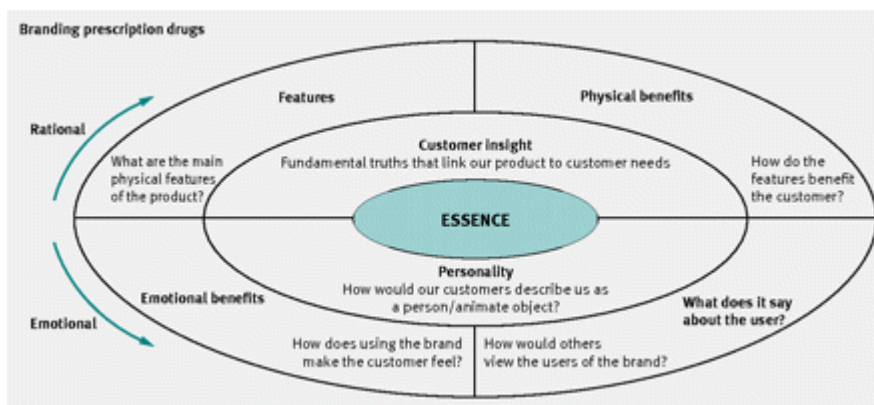 Branding prescription drugs
Features
Physical benefits
Rational
Customer insight
Fundamental truths that link our product to customer needs
What are the main
physical features
of the product?
How do the
features benefit
the customer?
ESSENCE
Personality
How would our customers describe us as
a person/animate object?
Emotional benefits
What does it say
about the user?
Emotional
How does using the brand
make the customer feel?
How would others
view the users of the brand?